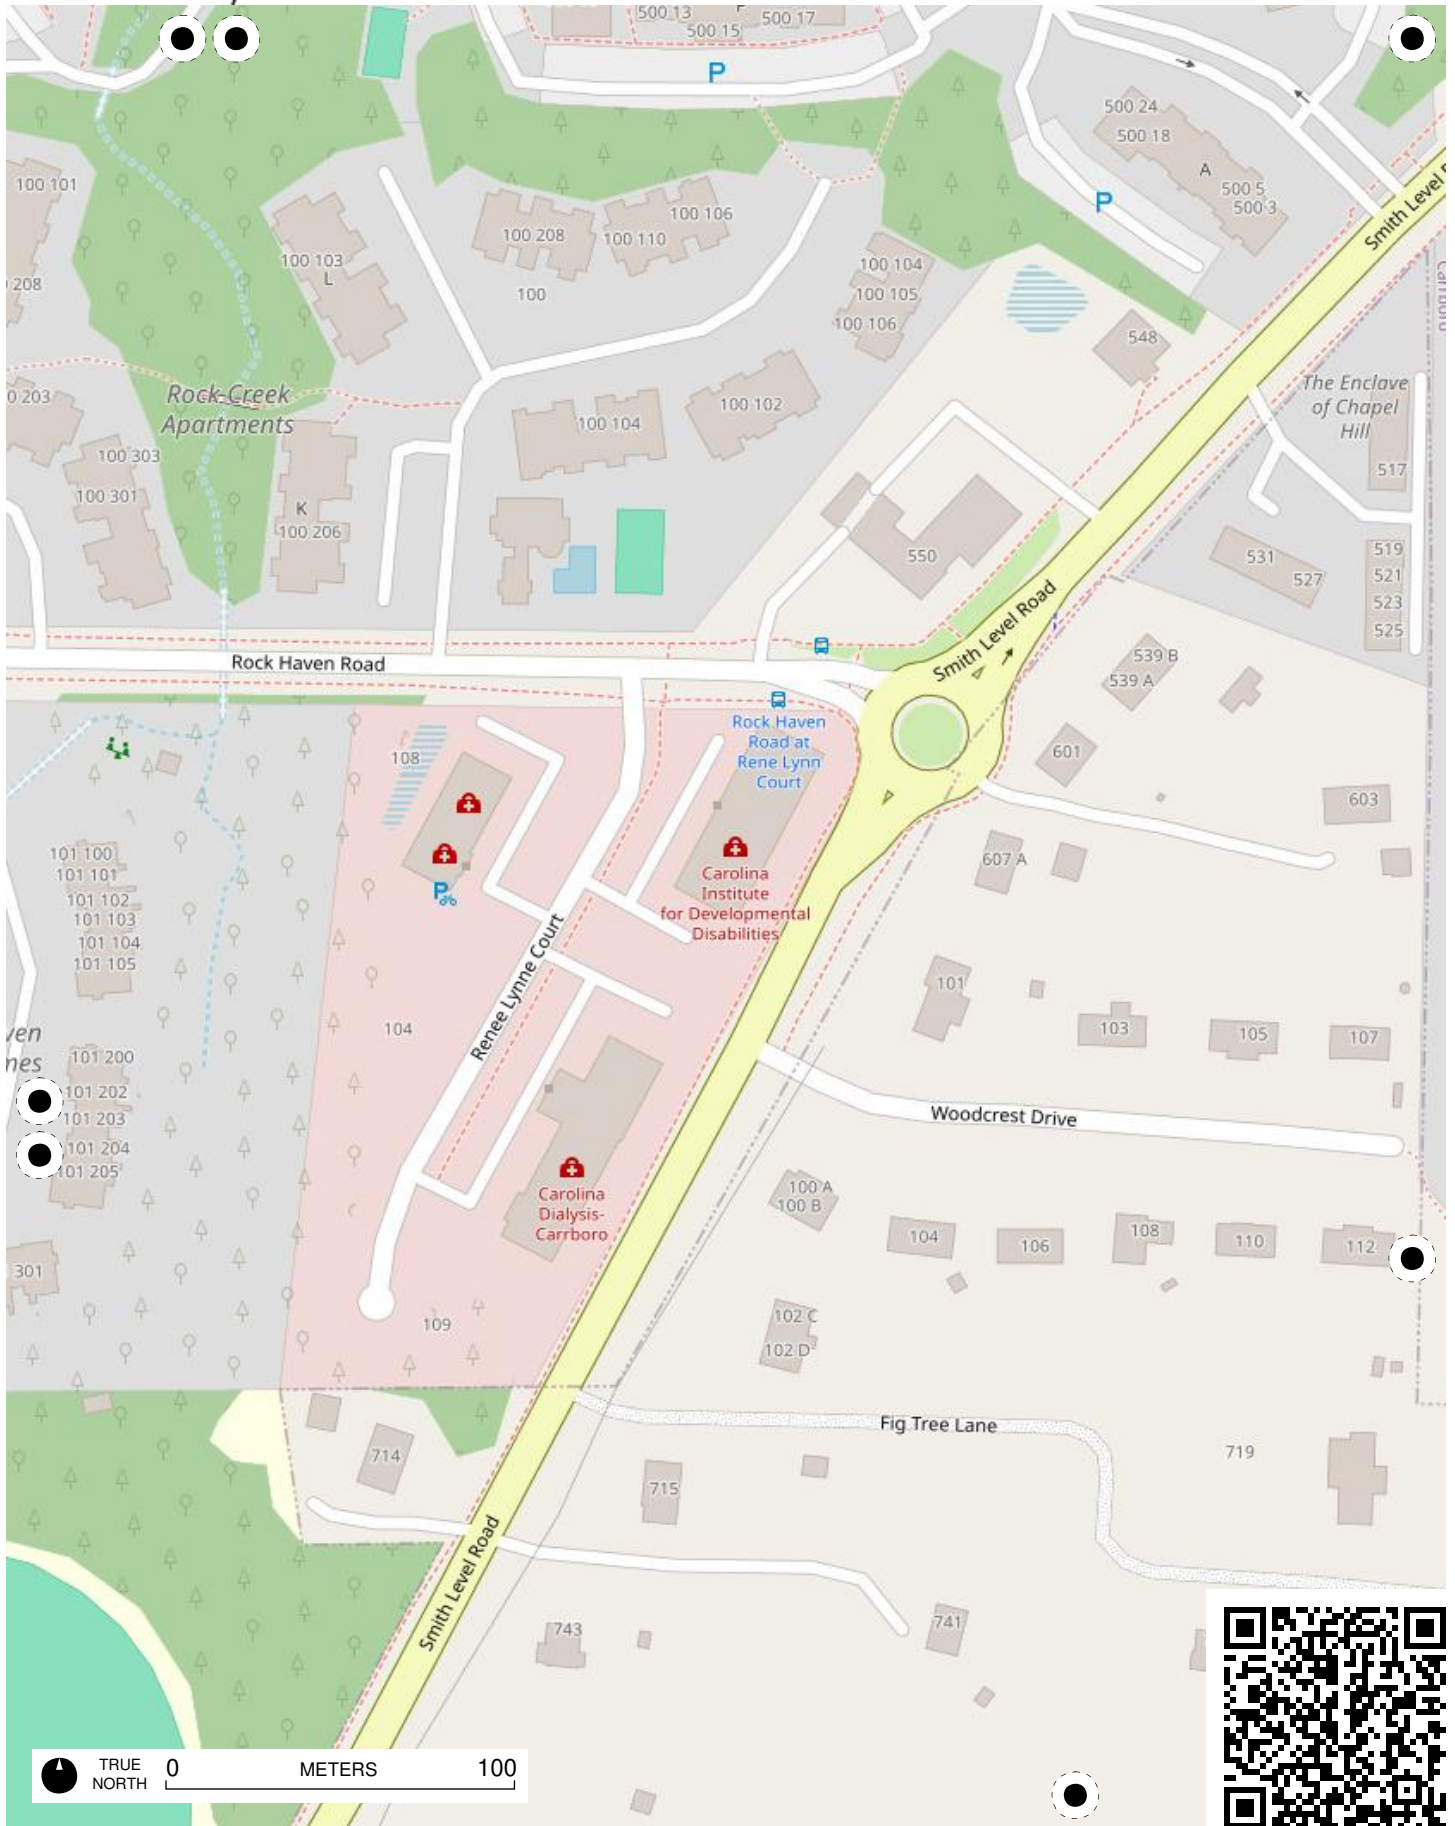 500 13
F
500 17
500 15
P
500 24
500 18
A
500 5
500 3
P
Smith Level R
Carrboro
100 101
100 106
100 208
100 110
100 103
L
100 104
100 105
100 106
208
100
548
0 203
Rock Creek
Apartments
100 102
100 104
The Enclave
of Chapel
Hill
517
100 303
100 301
K
100 206
550
531
527
519
521
523
525
Smith Level Road
Rock Haven Road
539 B
539 A
Rock Haven
Road at
Rene Lynn
Court
108
601
603
607 A
101 100
101 101
101 102
101 103
101 104
101 105
P
Carolina
Institute
for Developmental
Disabilities
Renee Lynne Court
101
104
103
105
107
ven
mes
101 200
101 202
101 203
101 204
101 205
Woodcrest Drive
Carolina
Dialysis-
Carrboro
100 A
100 B
104
106
108
110
112
301
109
102 C
102 D
Fig Tree Lane
714
719
715
Smith Level Road
743
741
TRUE
NORTH
0
METERS
100